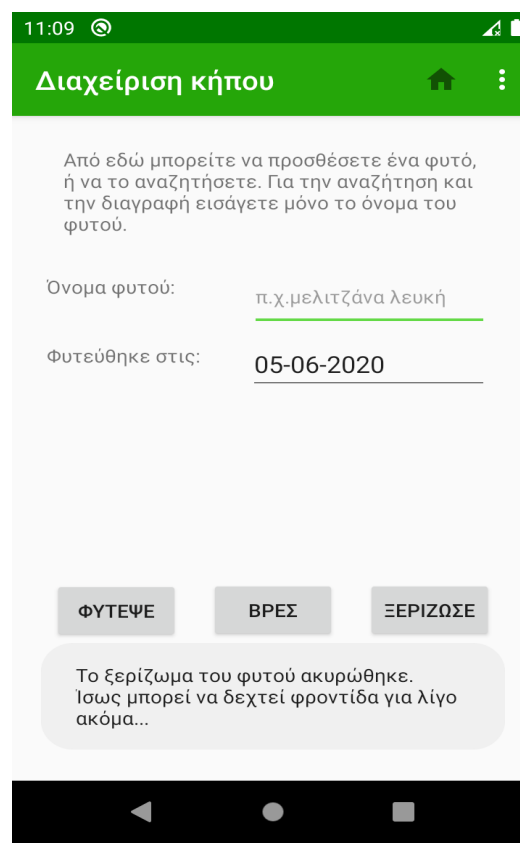 11:09
Διαχείριση κήπου
Από εδώ μπορείτε να προσθέσετε ένα φυτό,
ή να το αναζητήσετε. Για την αναζήτηση και
την διαγραφή εισάγετε μόνο το όνομα του
φυτού.
Όνομα φυτού:
π.χ.μελιτζάνα λευκή
Φυτεύθηκε στις:
05-06-2020
ΦΥΤΕΨΕ ΒΡΕΣ ΞΕΡΙΖΩΣΕ
Το ξερίζωμα του φυτού ακυρώθηκε.
Ίσως μπορεί να δεχτεί φροντίδα για λίγο
ακόμα...